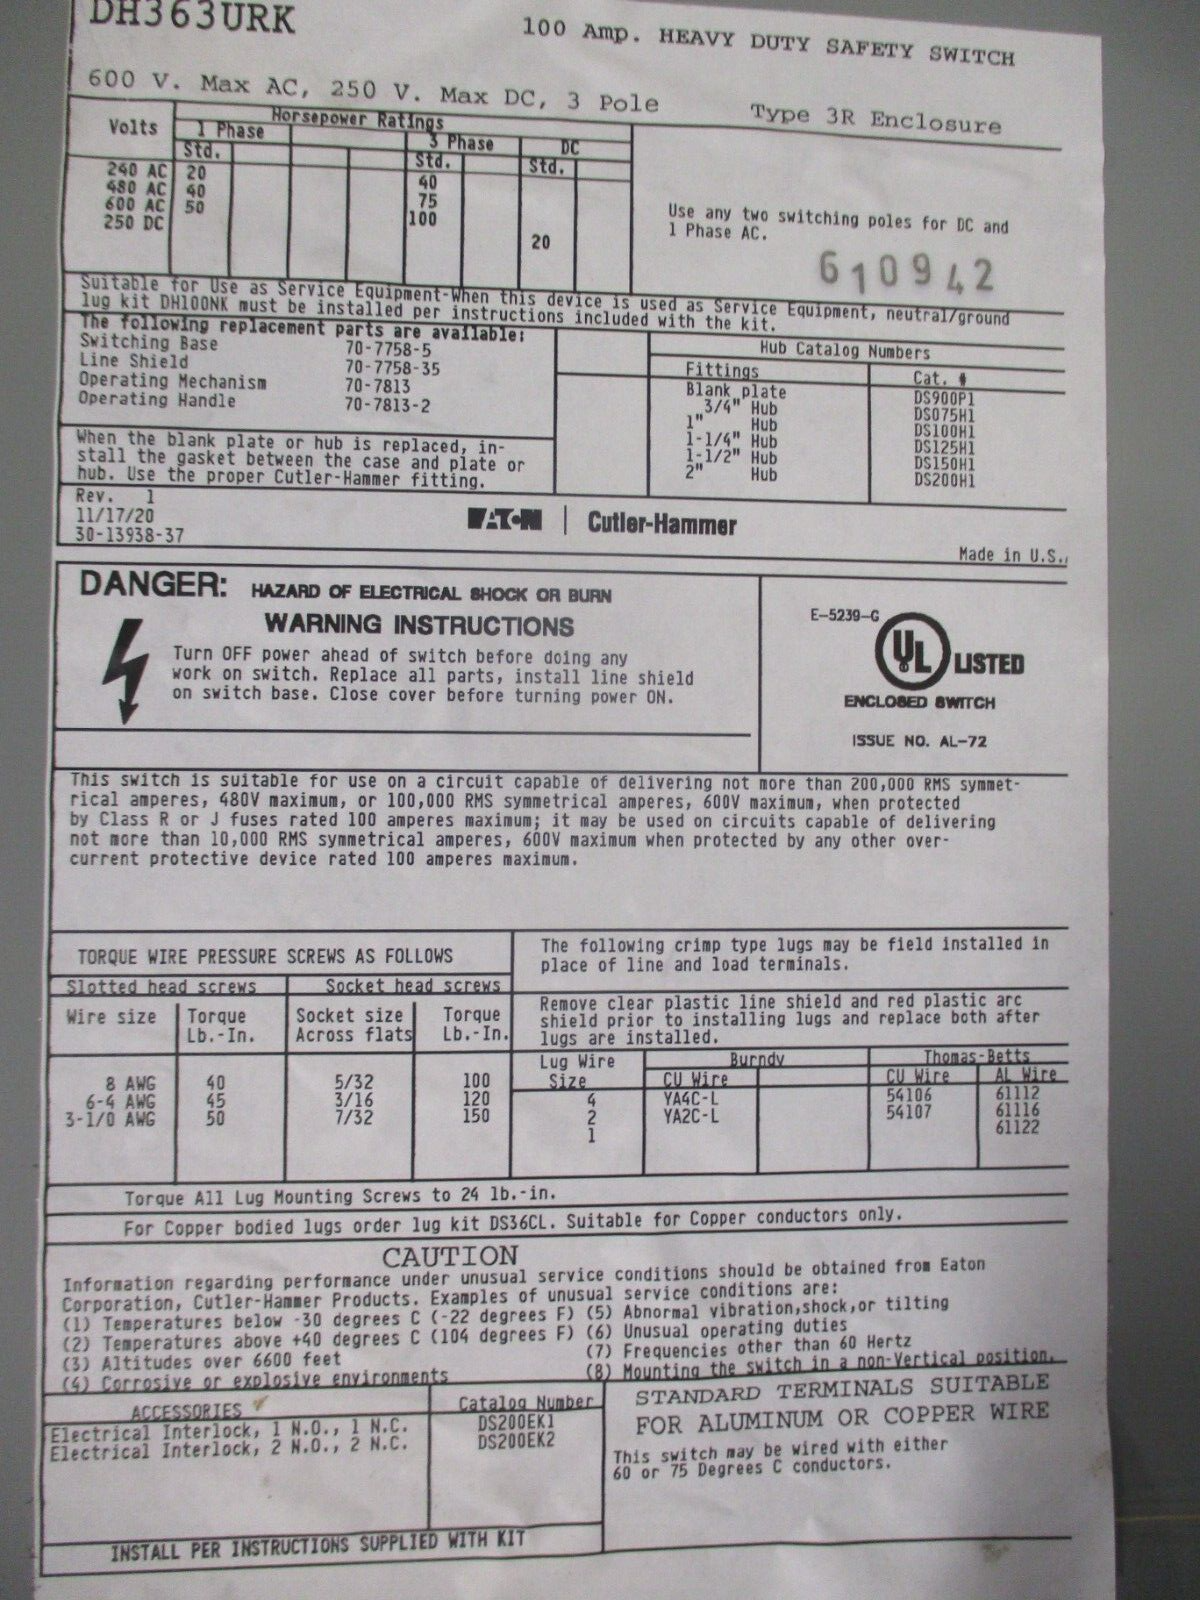 DH363URK
100 Amp. HEAVY DUTY SAFETY SWITCH
600 V. Max AC, 250 V. Max DC, 3 Pole
Type 3R Enclosure
Volts
Horsepower Ratings
1 Phase
3 Phase
DC
Std.
Std.
Std.
240 AC 20 40
480 AC 40 75
600 AC 50 100
250 DC 20
Use any two switching poles for DC and
1 Phase AC.
610942
Suitable for Use as Service Equipment-When this device is used as Service Equipment, neutral/ground
lug kit DH100NK must be installed per instructions included with the kit.
The following replacement parts are available:
Switching Base 70-7758-5
Line Shield 70-7758-35
Operating Mechanism 70-7813
Operating Handle 70-7813-2
Hub Catalog Numbers
Fittings Cat. #
Blank plate DS900P1
3/4" Hub DS075H1
1" Hub DS100H1
1-1/4" Hub DS125H1
1-1/2" Hub DS150H1
2" Hub DS200H1
When the blank plate or hub is replaced, in-
stall the gasket between the case and plate or
hub. Use the proper Cutler-Hammer fitting.
Rev. 1
11/17/20
30-13938-37
EATON | Cutler-Hammer
Made in U.S.
DANGER: HAZARD OF ELECTRICAL SHOCK OR BURN
WARNING INSTRUCTIONS
Turn OFF power ahead of switch before doing any
work on switch. Replace all parts, install line shield
on switch base. Close cover before turning power ON.
E-5239-G
UL LISTED
ENCLOSED SWITCH
ISSUE NO. AL-72
This switch is suitable for use on a circuit capable of delivering not more than 200,000 RMS symmet-
rical amperes, 480V maximum, or 100,000 RMS symmetrical amperes, 600V maximum, when protected
by Class R or J fuses rated 100 amperes maximum; it may be used on circuits capable of delivering
not more than 10,000 RMS symmetrical amperes, 600V maximum when protected by any other over-
current protective device rated 100 amperes maximum.
TORQUE WIRE PRESSURE SCREWS AS FOLLOWS
Slotted head screws Socket head screws
Wire size Torque Socket size Torque
Lb.-In. Across flats Lb.-In.
8 AWG 40 5/32 100
6-4 AWG 45 3/16 120
3-1/0 AWG 50 7/32 150
The following crimp type lugs may be field installed in
place of line and load terminals.
Remove clear plastic line shield and red plastic arc
shield prior to installing lugs and replace both after
lugs are installed.
Lug Wire Burndy Thomas-Betts
Size CU Wire CU Wire AL Wire
4 YA4C-L 54106 61112
2 YA2C-L 54107 61116
1 61122
Torque All Lug Mounting Screws to 24 lb.-in.
For Copper bodied lugs order lug kit DS36CL. Suitable for Copper conductors only.
CAUTION
Information regarding performance under unusual service conditions should be obtained from Eaton
Corporation, Cutler-Hammer Products. Examples of unusual service conditions are:
(1) Temperatures below -30 degrees C (-22 degrees F) (5) Abnormal vibration,shock,or tilting
(2) Temperatures above +40 degrees C (104 degrees F) (6) Unusual operating duties
(3) Altitudes over 6600 feet (7) Frequencies other than 60 Hertz
(4) Corrosive or explosive environments (8) Mounting the switch in a non-Vertical position.
ACCESSORIES Catalog Number
Electrical Interlock, 1 N.O., 1 N.C. DS200EK1
Electrical Interlock, 2 N.O., 2 N.C. DS200EK2
STANDARD TERMINALS SUITABLE
FOR ALUMINUM OR COPPER WIRE
This switch may be wired with either
60 or 75 Degrees C conductors.
INSTALL PER INSTRUCTIONS SUPPLIED WITH KIT